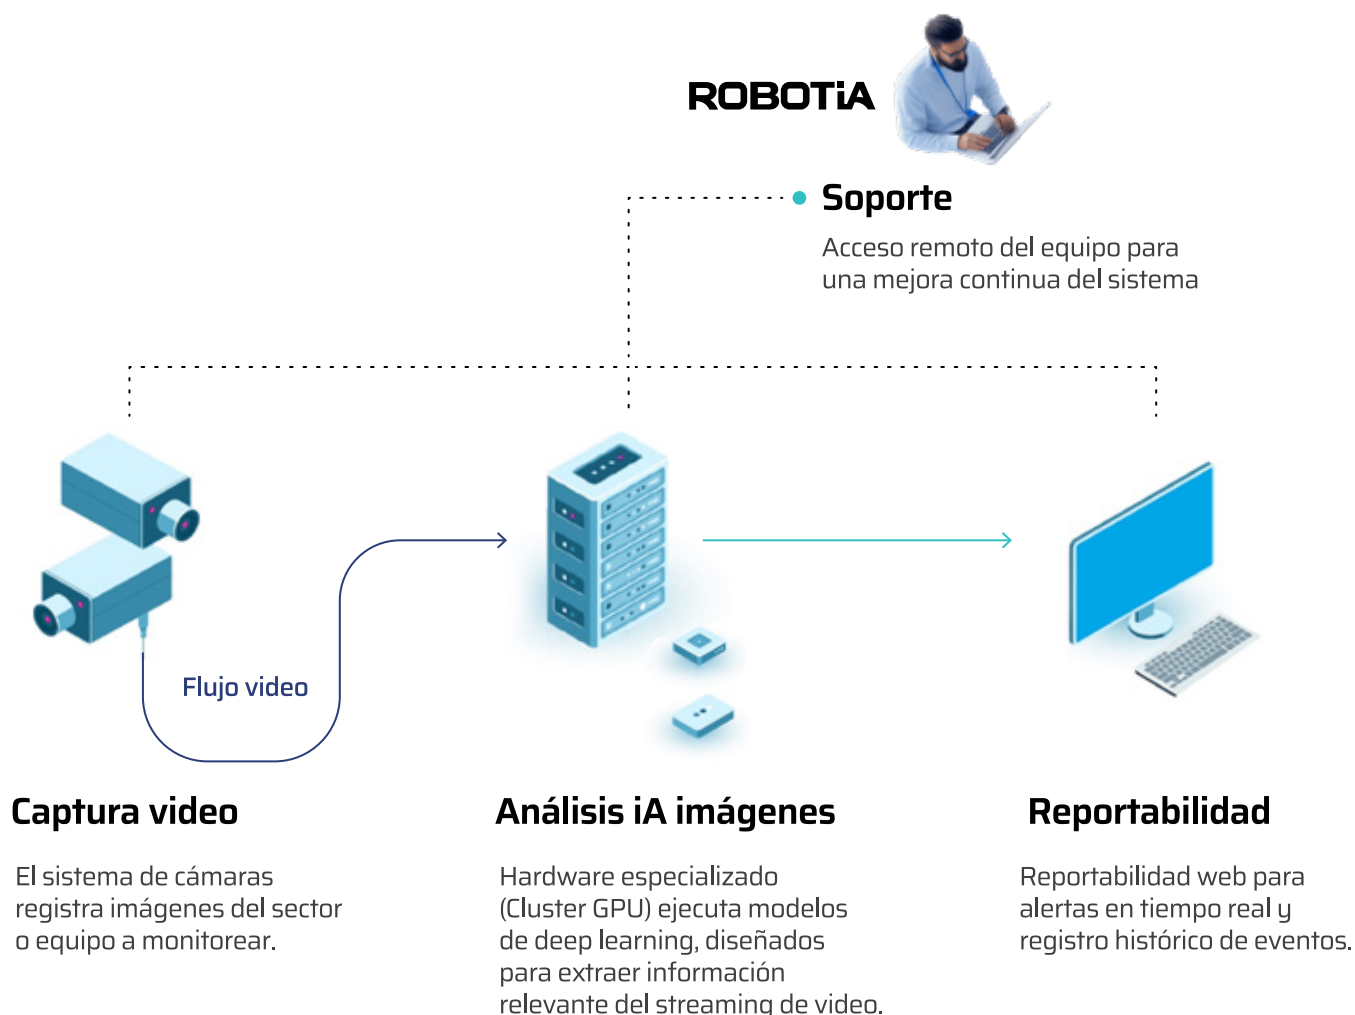 ROBOTiA
Soporte
Acceso remoto del equipo para
una mejora continua del sistema
Flujo video
Captura video
El sistema de cámaras
registra imágenes del sector
o equipo a monitorear.
Análisis iA imágenes
Hardware especializado
(Cluster GPU) ejecuta modelos
de deep learning, diseñados
para extraer información
relevante del streaming de video.
Reportabilidad
Reportabilidad web para
alertas en tiempo real y
registro histórico de eventos.